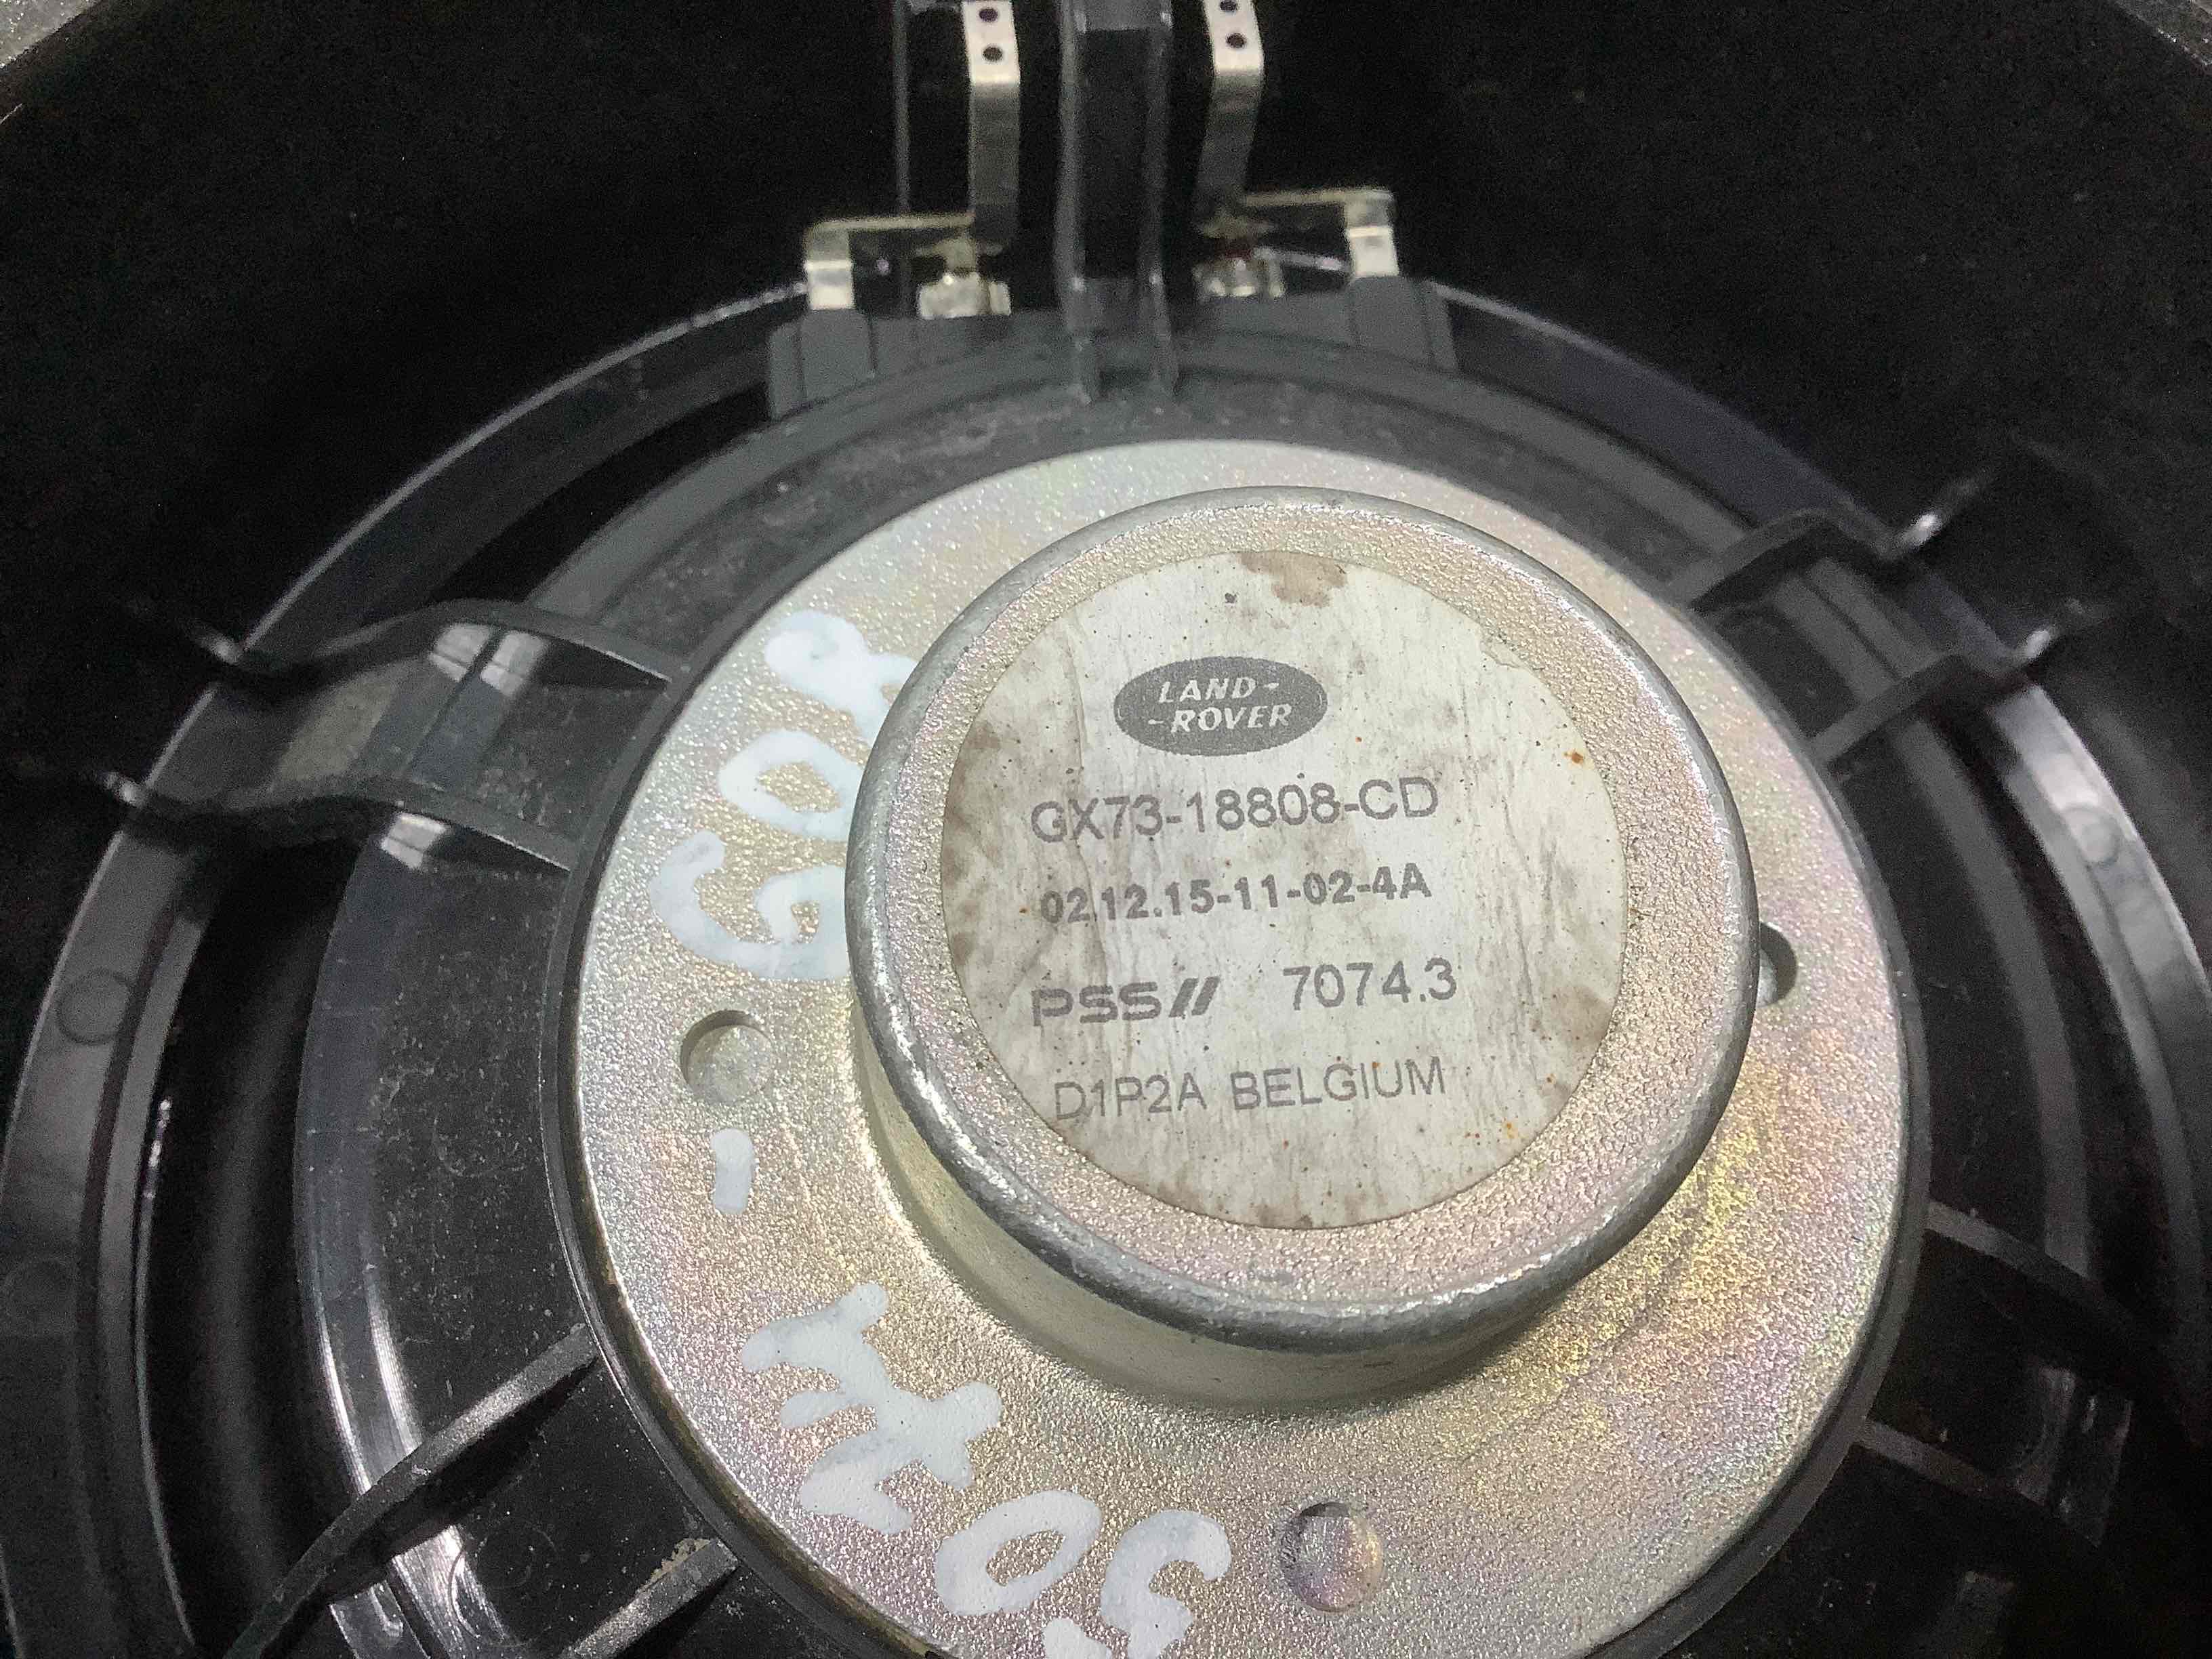 LAND-
-ROVER
GX73-18808-CD
02.12.15-11-02-4A
PSS// 7074.3
D1P2A BELGIUM